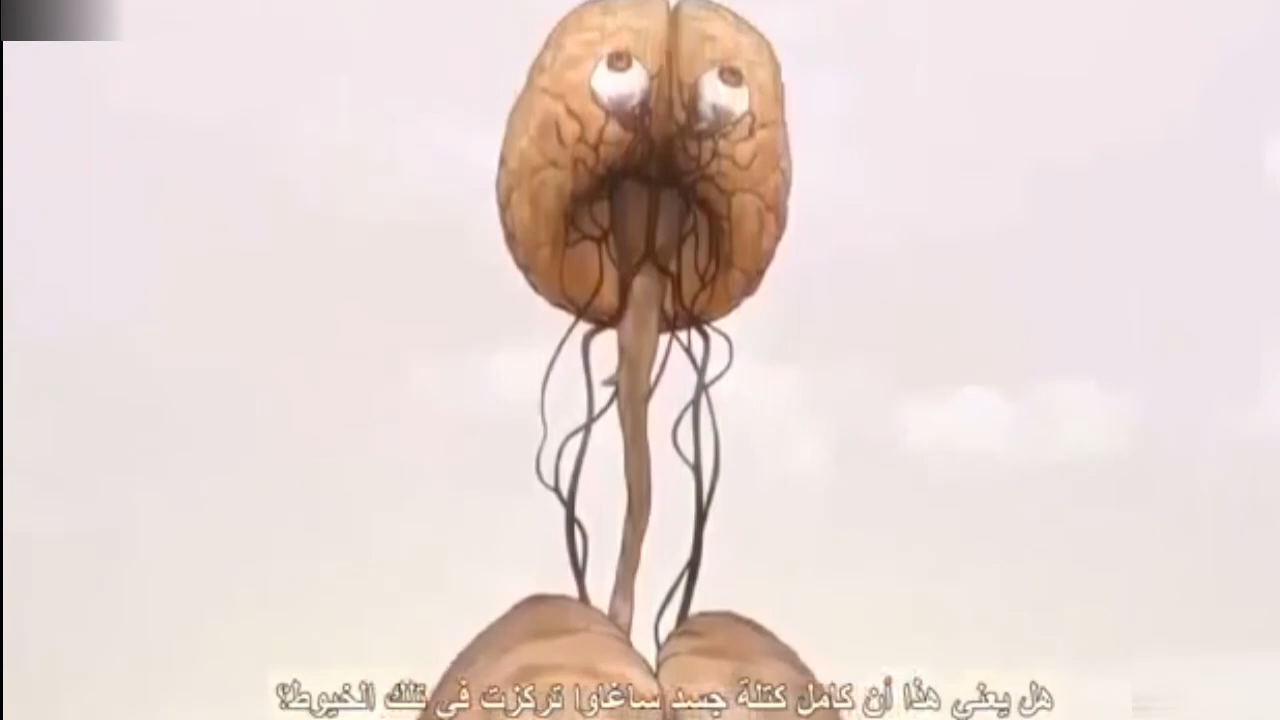 هل يعني هذا أن كامل كتلة جسد ساغاوا تركزت في تلك الخيوط؟